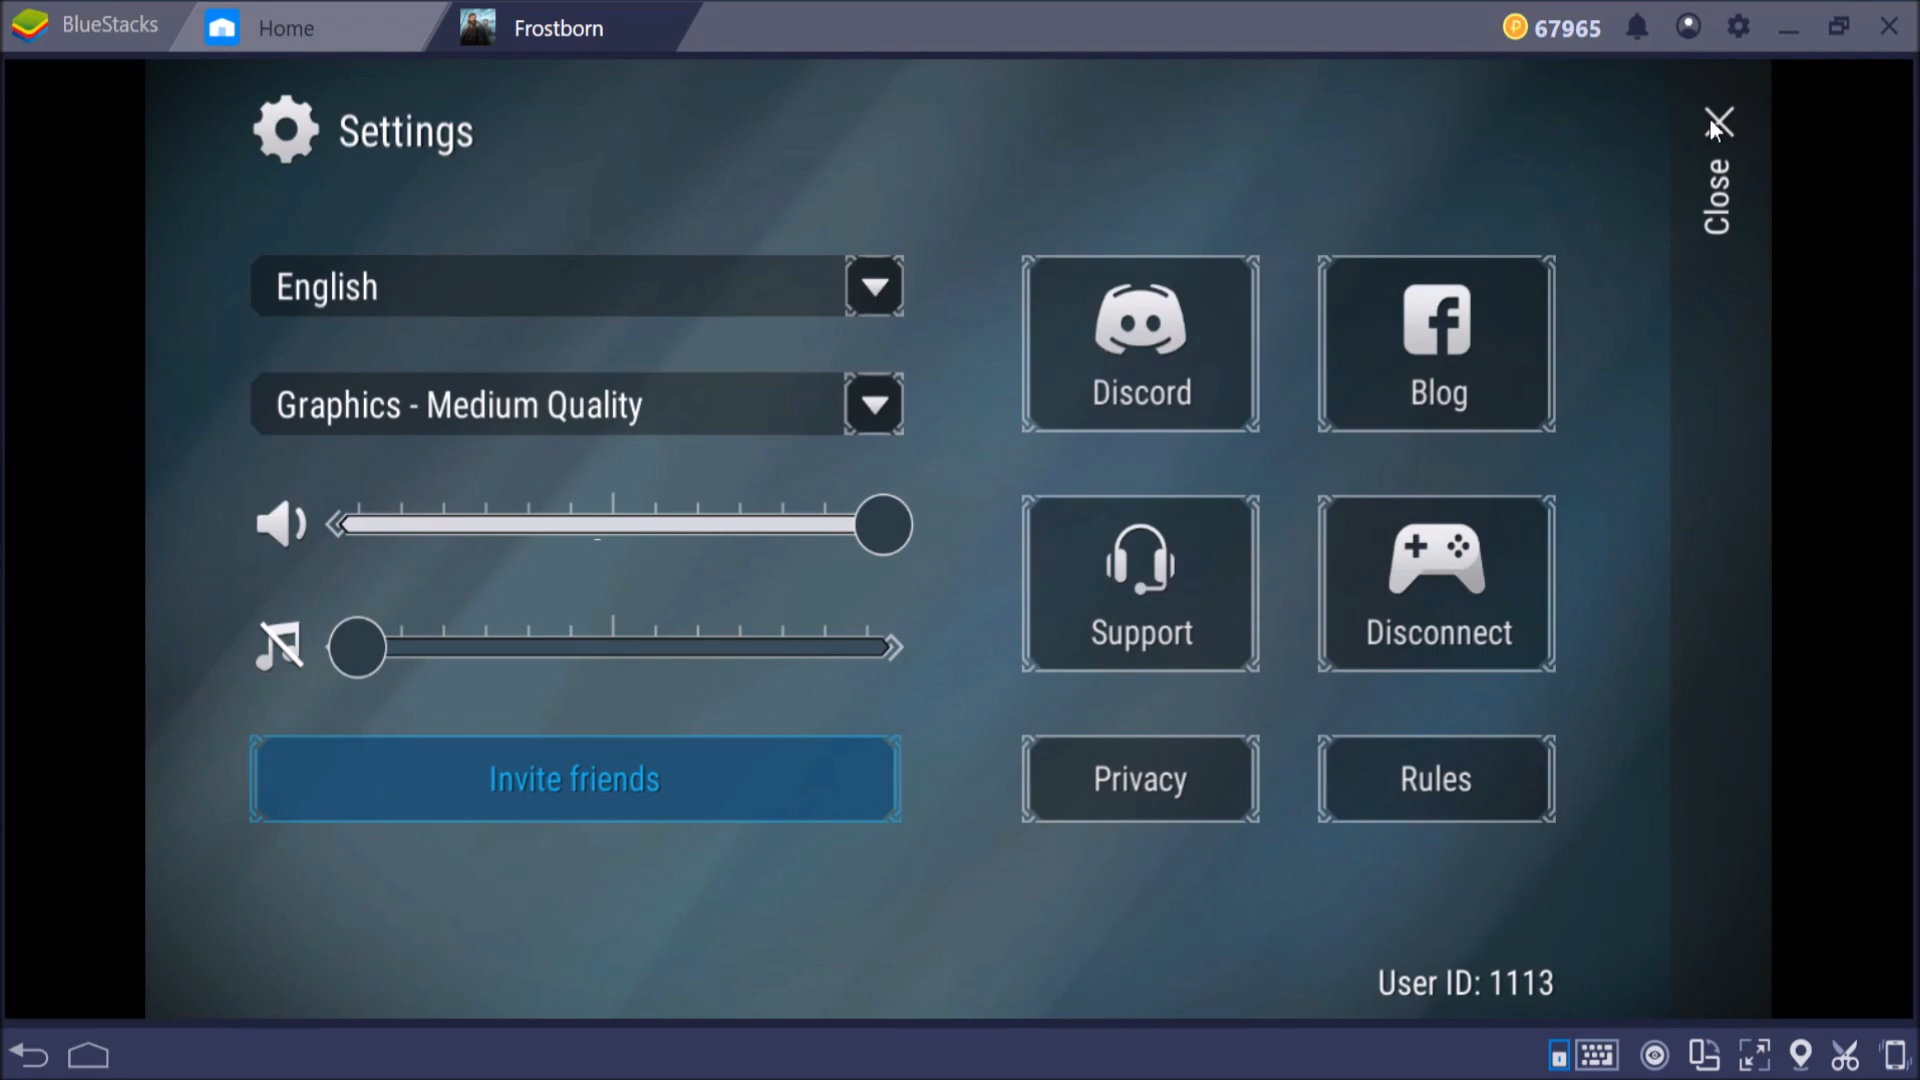 BlueStacks
Home
Frostborn
67965
Settings
Close
English
Graphics - Medium Quality
Discord
Blog
Support
Disconnect
Invite friends
Privacy
Rules
User ID: 1113